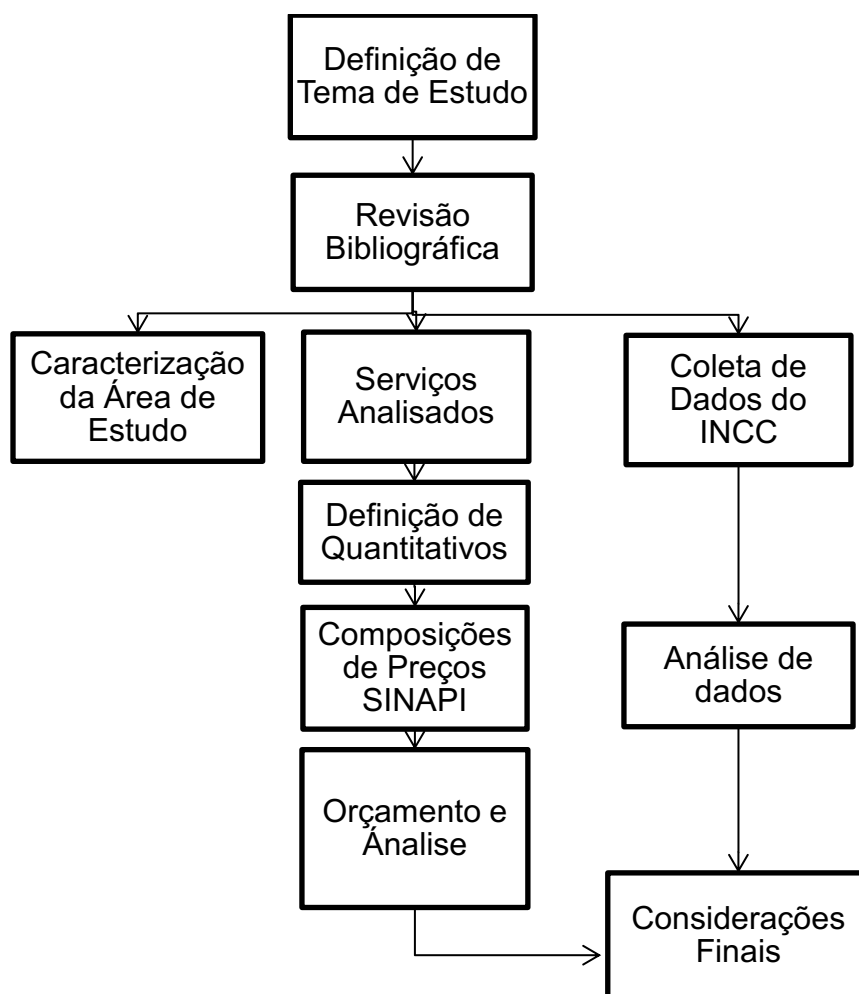 Definição de
Tema de Estudo
Revisão
Bibliográfica
Caracterização
da Área de
Estudo
Serviços
Analisados
Coleta de
Dados do
INCC
Definição de
Quantitativos
Composições
de Preços
SINAPI
Análise de
dados
Orçamento e
Ánalise
Considerações
Finais